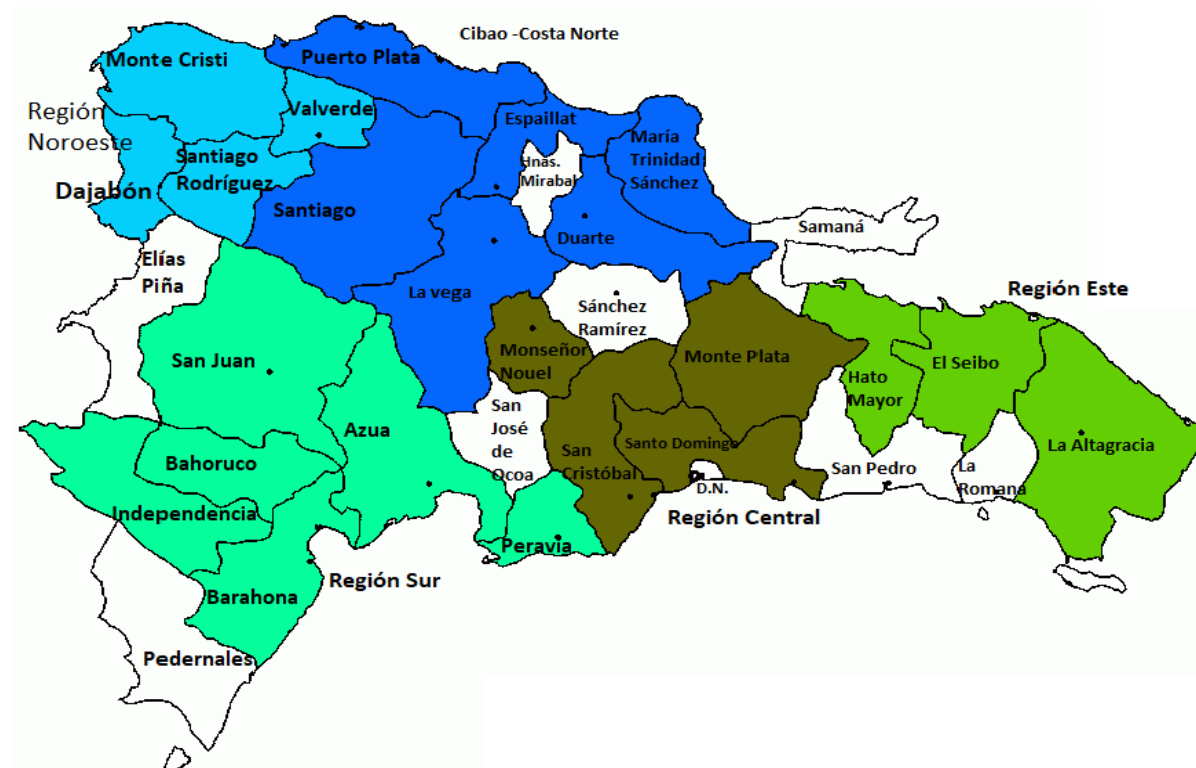 Cibao -Costa Norte
Monte Cristi
Puerto Plata
Región
Noroeste
Valverde
Espaillat
María
Trinidad
Sánchez
Hnas.
Mirabal
Santiago
Rodríguez
Dajabón
Santiago
Duarte
Samaná
Elías
Piña
La vega
Sánchez
Ramírez
Región Este
San Juan
Monseñor
Nouel
Monte Plata
El Seibo
Hato
Mayor
San
José
de
Ocoa
Azua
Santo Domingo
La Altagracia
Bahoruco
San
Cristóbal
San Pedro
La
Romana
D.N.
Independencia
Región Central
Peravia
Región Sur
Barahona
Pedernales